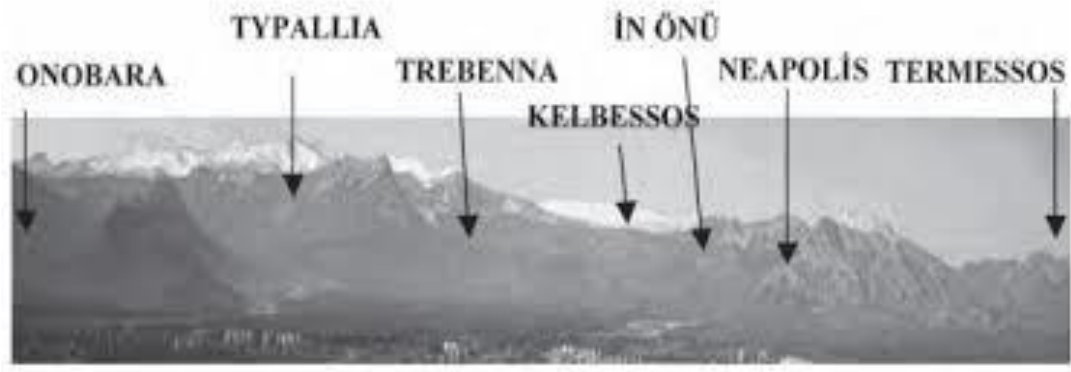 TYPALLIA
İN ÖNÜ
ONOBARA
TREBENNA
NEAPOLİS
TERMESSOS
KELBESSOS